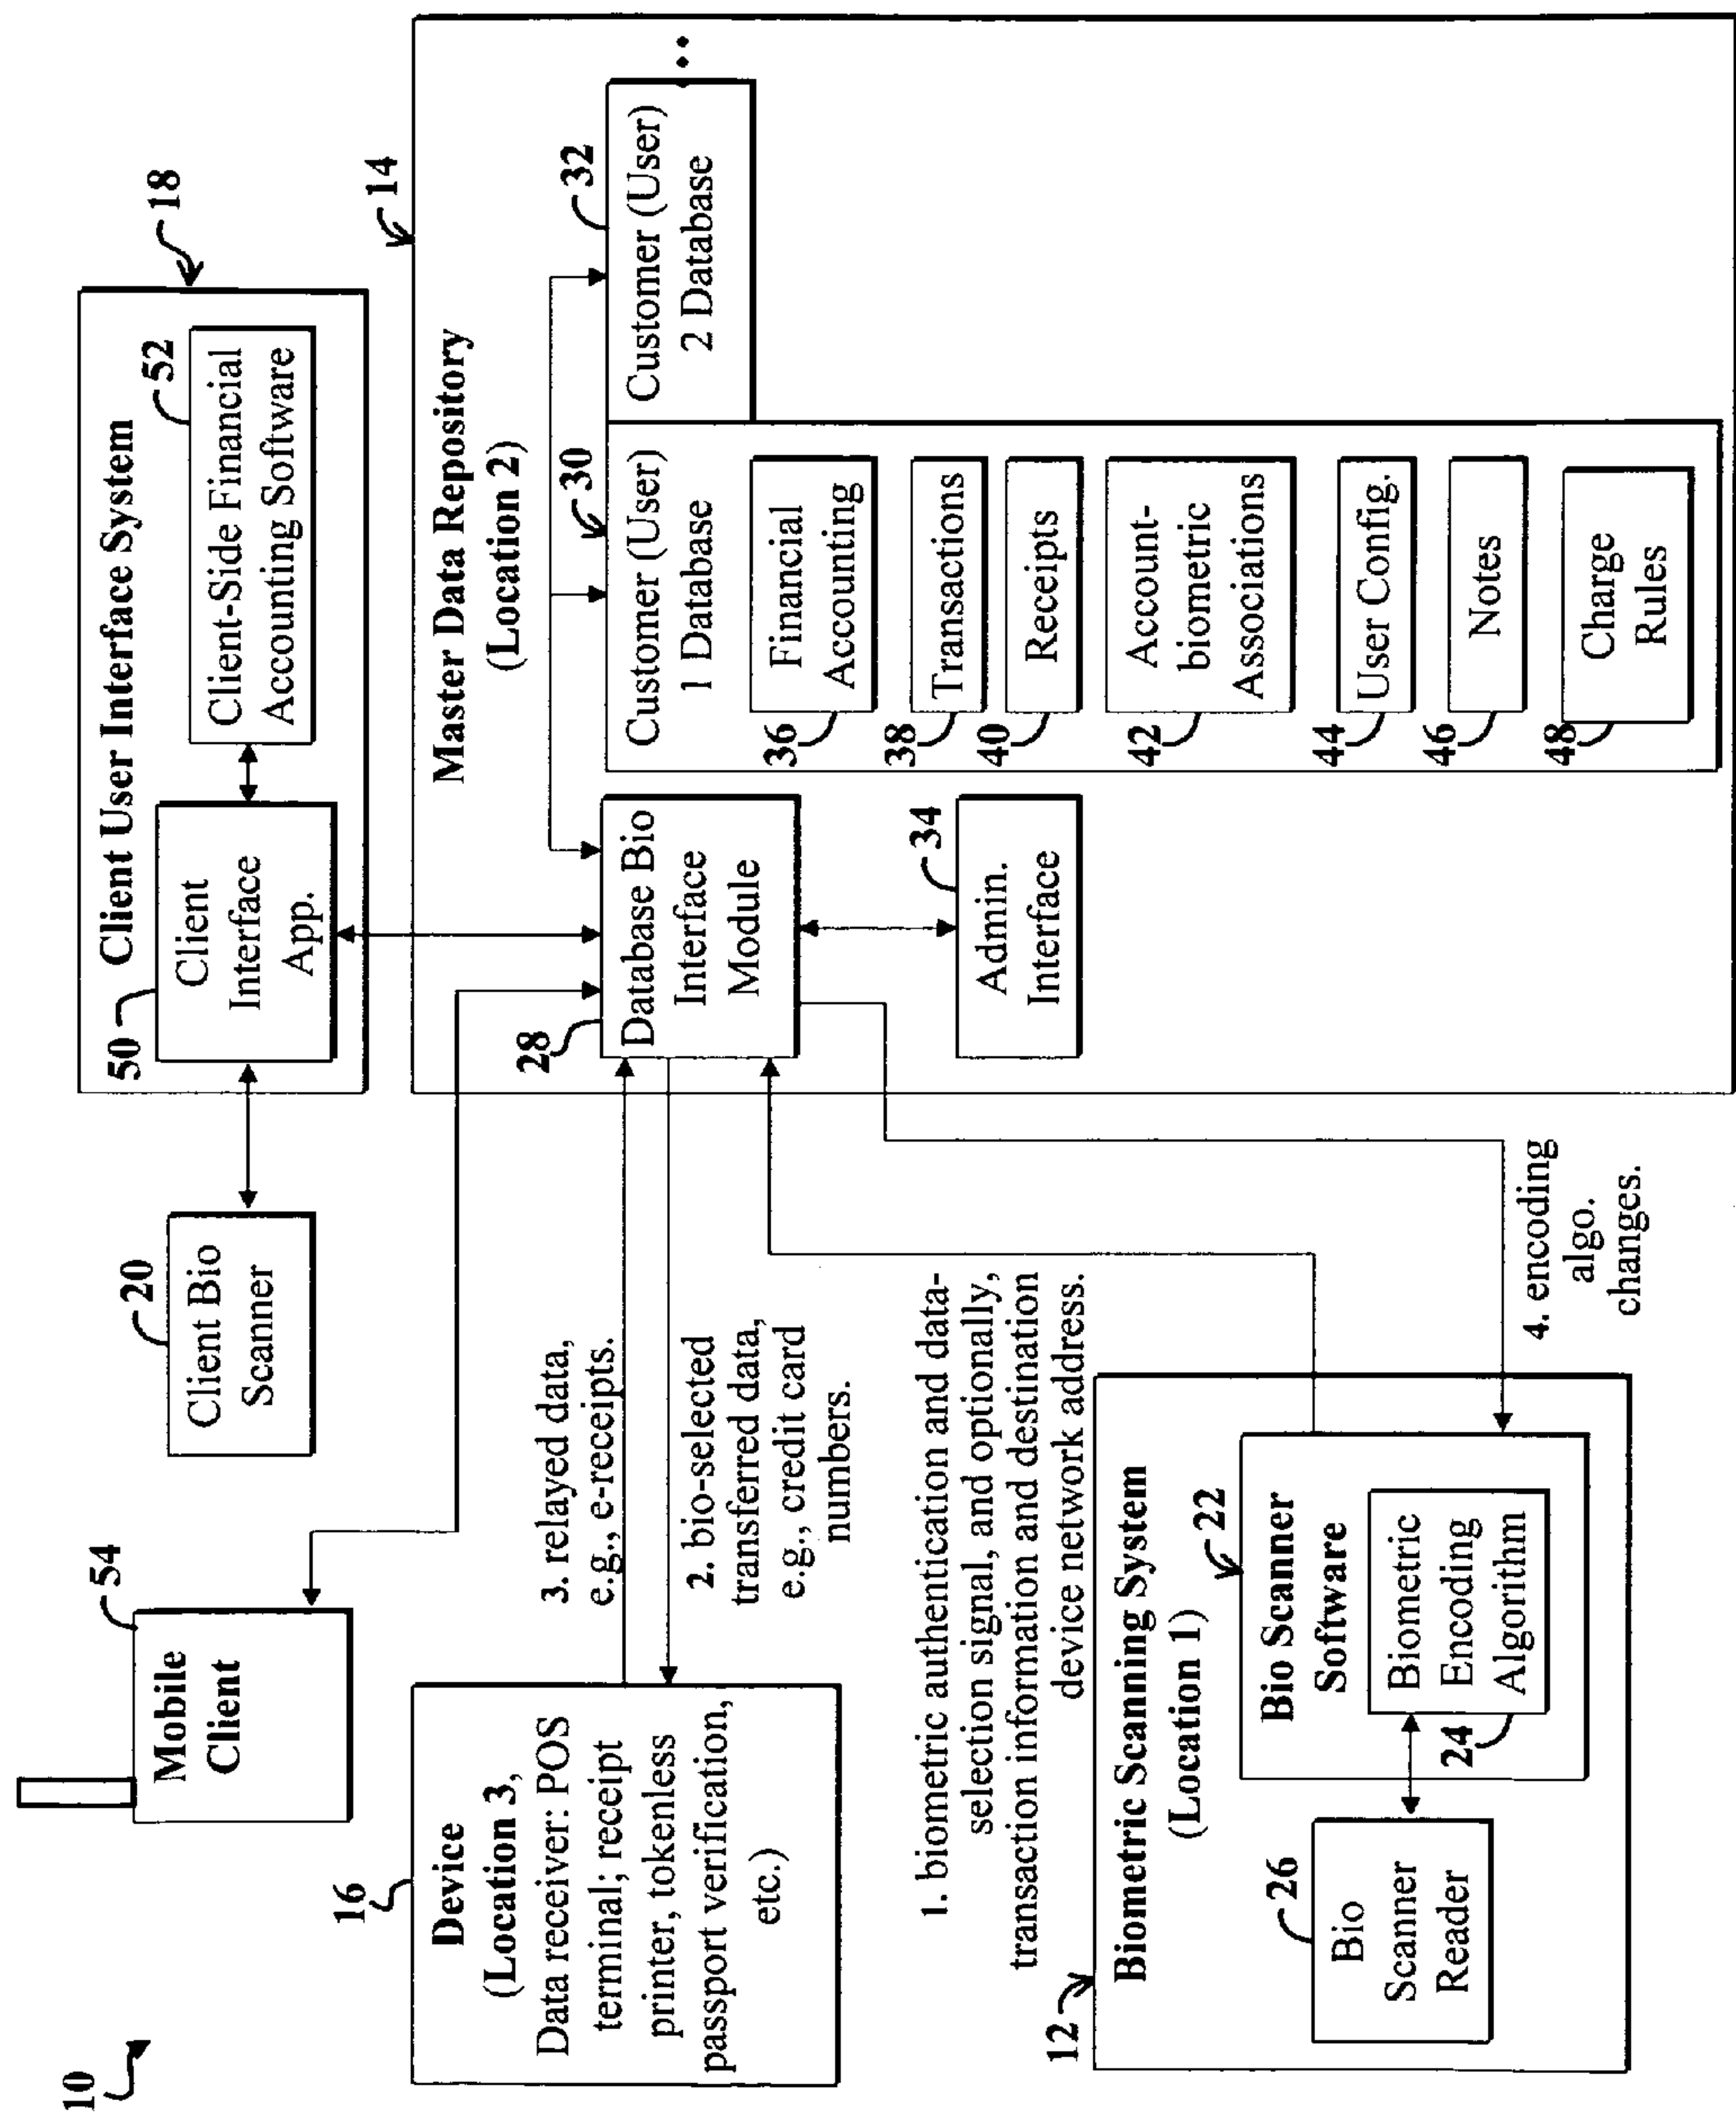 10
54
Mobile
Client
20
Client Bio
Scanner
18
Client User Interface System
50
Client
Interface
App.
52
Client-Side Financial
Accounting Software
16
Device
(Location 3,
Data receiver: POS
terminal; receipt
printer, tokenless
passport verification,
etc.)
3. relayed data,
e.g., e-receipts.
2. bio-selected
transferred data,
e.g., credit card
numbers.
14
Master Data Repository
(Location 2)
28
Database Bio
Interface
Module
34
Admin.
Interface
30
Customer (User)
1 Database
36
Financial
Accounting
38
Transactions
40
Receipts
42
Account-
biometric
Associations
44
User Config.
46
Notes
48
Charge
Rules
32
Customer (User)
2 Database
1. biometric authentication and data-
selection signal, and optionally,
transaction information and destination
device network address.
12
Biometric Scanning System
(Location 1)
26
Bio
Scanner
Reader
22
Bio Scanner
Software
24
Biometric
Encoding
Algorithm
4. encoding
algo.
changes.